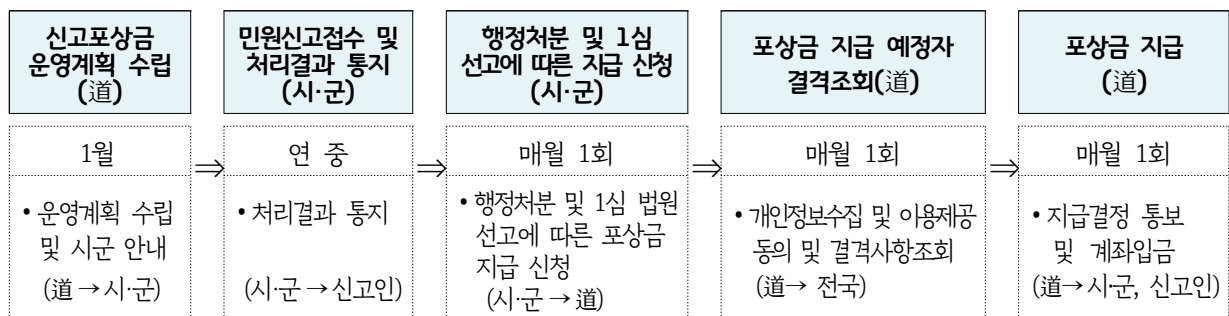 신고포상금
운영계획 수립
(道)
민원신고접수 및
처리결과 통지
(시·군)
행정처분 및 1심
선고에 따른 지급 신청
(시·군)
포상금 지급 예정자
결격조회(道)
포상금 지급
(道)
1월
• 운영계획 수립
및 시군 안내
(道→시·군)
⇒
연 중
• 처리결과 통지
(시·군→신고인)
⇒
매월 1회
• 행정처분 및 1심 법원
선고에 따른 포상금
지급 신청
(시·군→道)
⇒
매월 1회
• 개인정보수집 및 이용제공
동의 및 결격사항조회
(道→ 전국)
⇒
매월 1회
• 지급결정 통보
및 계좌입금
(道→시·군, 신고인)